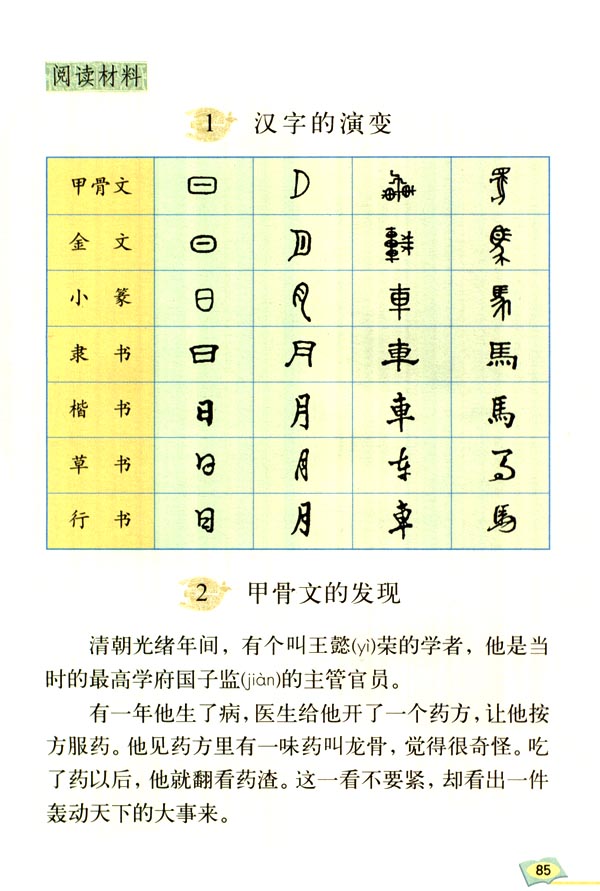 阅读材料
1 汉字的演变
甲骨文 日 D
金文 日
小篆 日 月 車 馬
隶书 日 月 車 馬
楷书 日 月 車 馬
草书 日 月 车 马
行书 日 月 車 馬
2 甲骨文的发现
清朝光绪年间，有个叫王懿(yì)荣的学者，他是当
时的最高学府国子监(jiàn)的主管官员。
有一年他生了病，医生给他开了一个药方，让他按
方服药。他见药方里有一味药叫龙骨，觉得很奇怪。吃
了药以后，他就翻看药渣。这一看不要紧，却看出一件
轰动天下的大事来。
85